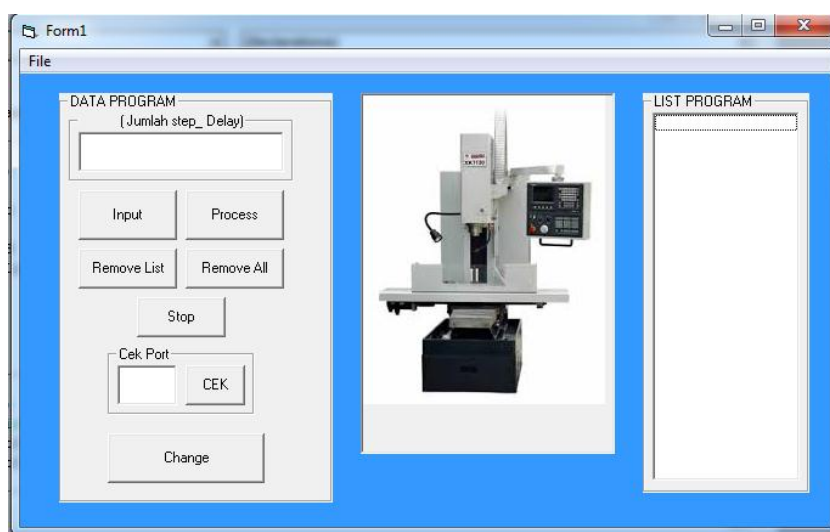 Form1
File
DATA PROGRAM
(Jumlah step_ Delay)
Input
Process
Remove List
Remove All
Stop
Cek Port
CEK
Change
LIST PROGRAM